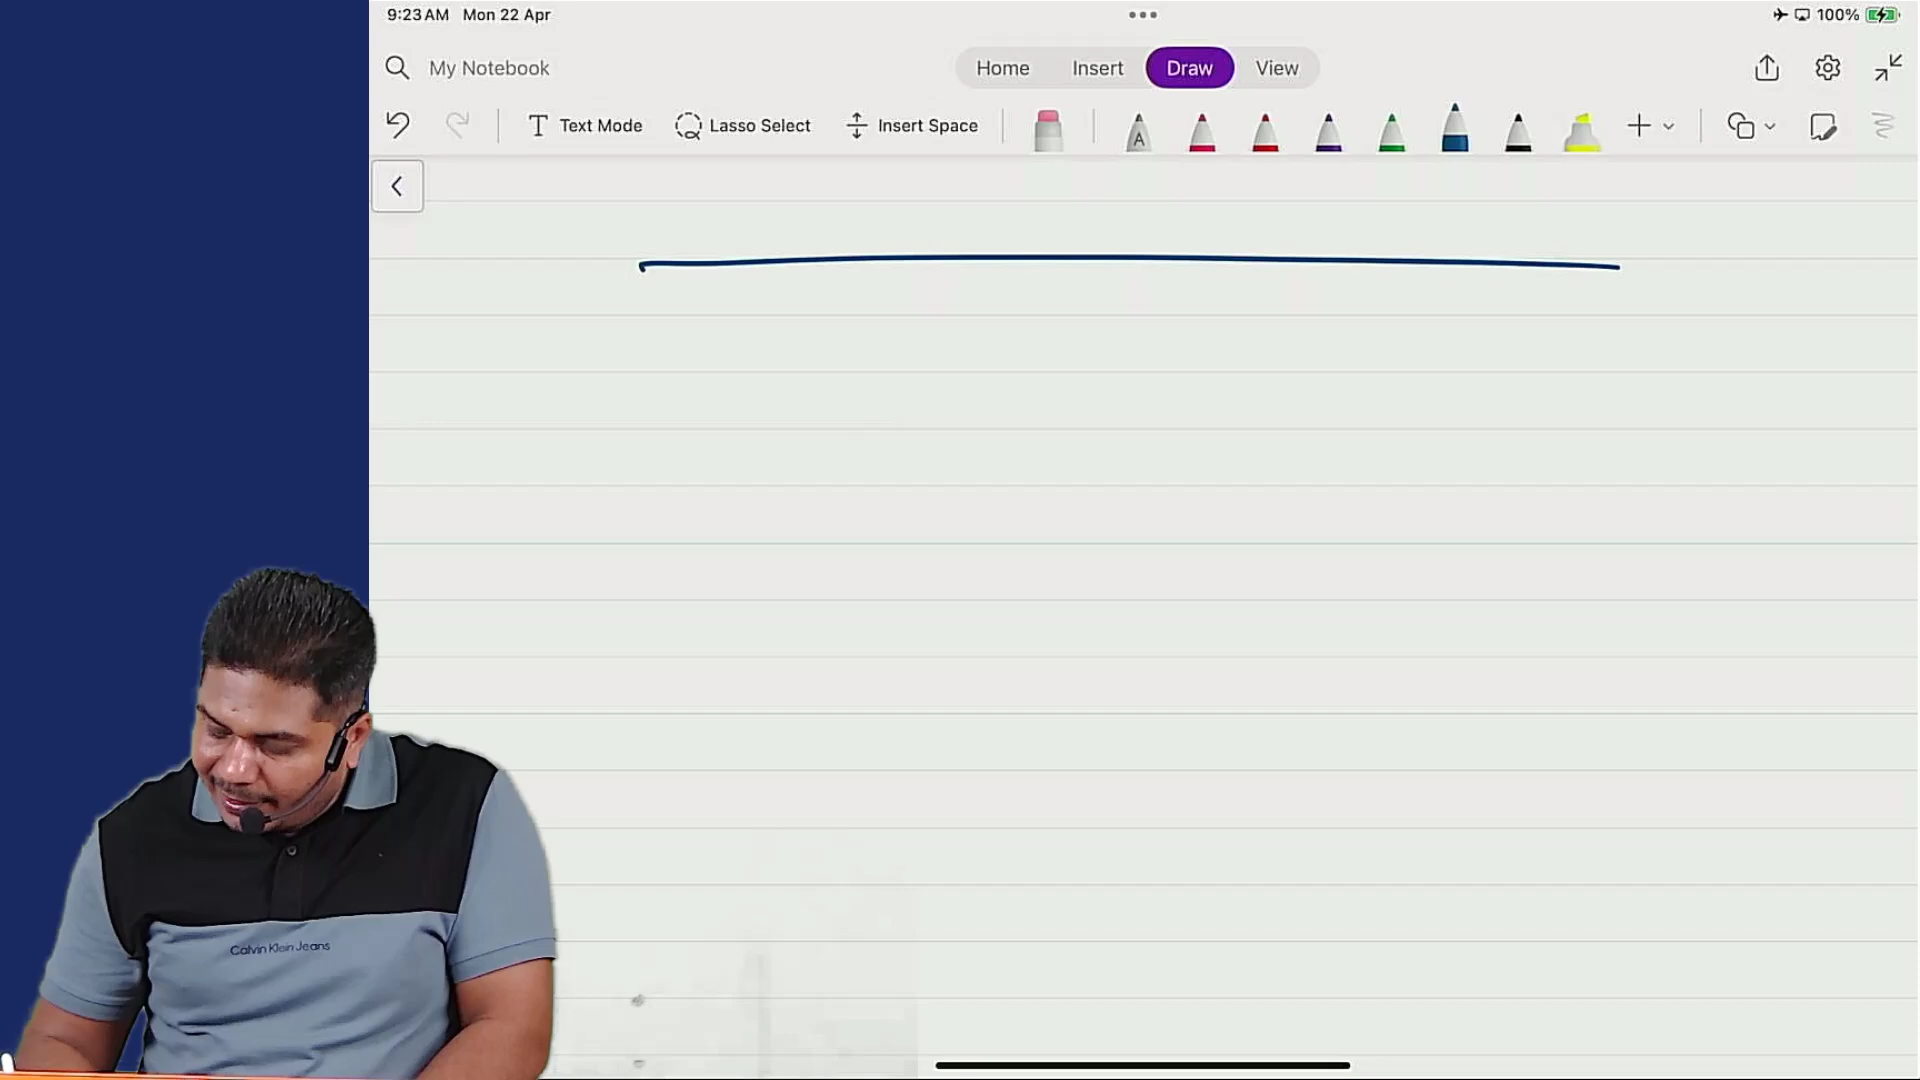 9:23 AM Mon 22 Apr
100%
My Notebook
Home Insert Draw View
Text Mode Lasso Select Insert Space
A
Calvin Klein Jeans